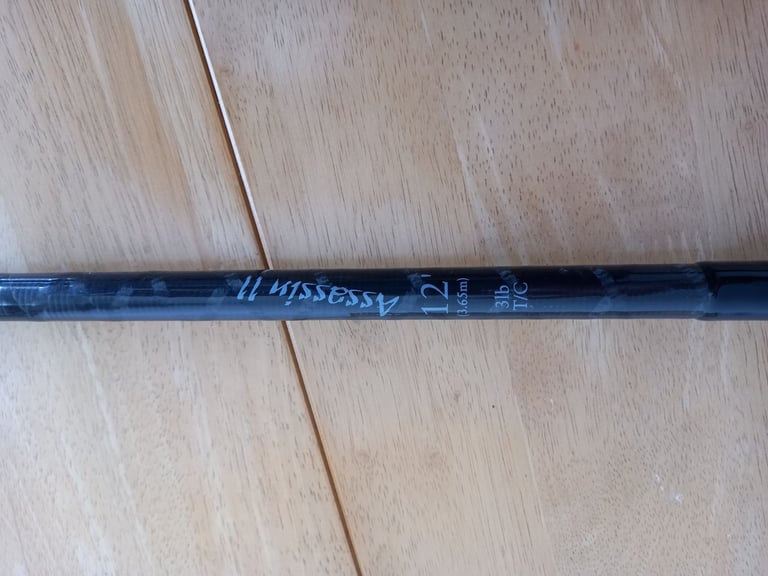 Assassin 11
12'
(3.65m)
3lb
T/C